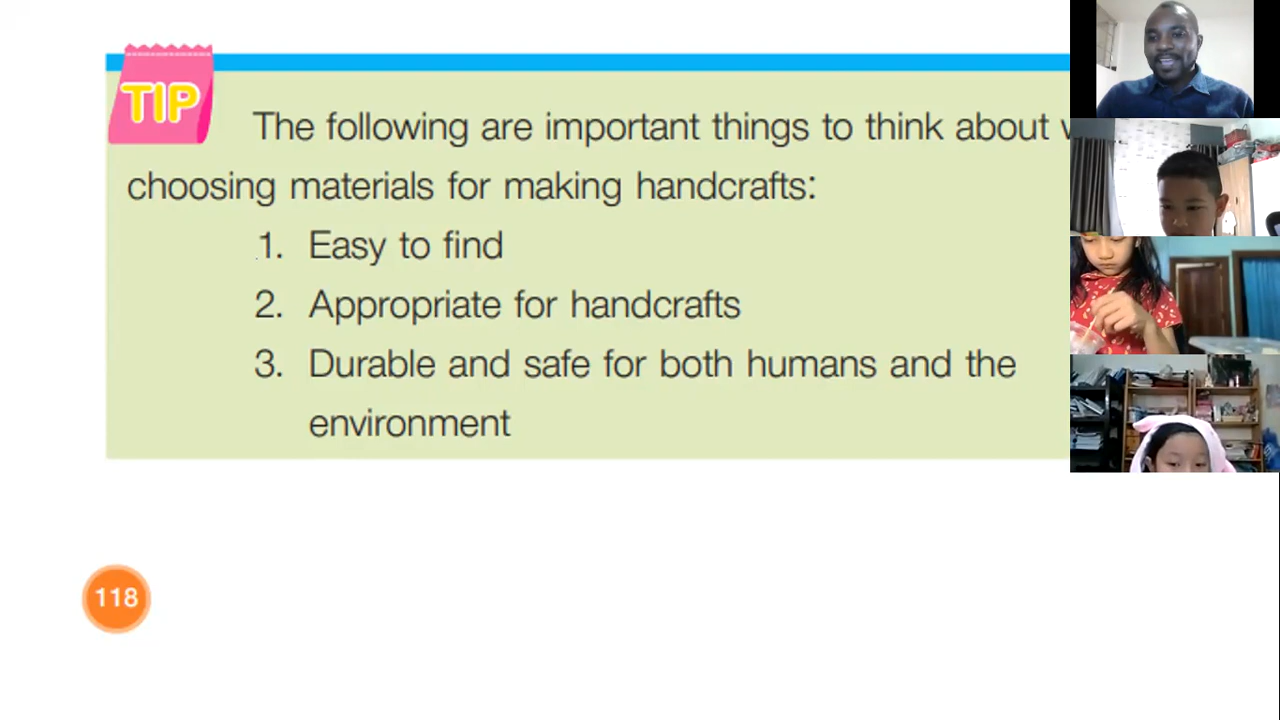 TIP
The following are important things to think about
choosing materials for making handcrafts:
1. Easy to find
2. Appropriate for handcrafts
3. Durable and safe for both humans and the
environment
118